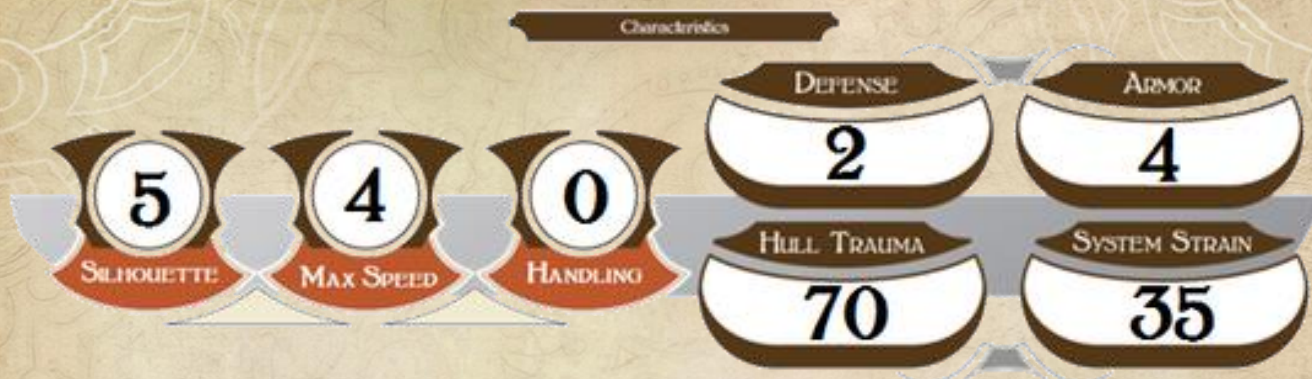 Characteristics
Defense
Armor
2
4
5
4
0
Silhouette
Max Speed
Handling
Hull Trauma
System Strain
70
35